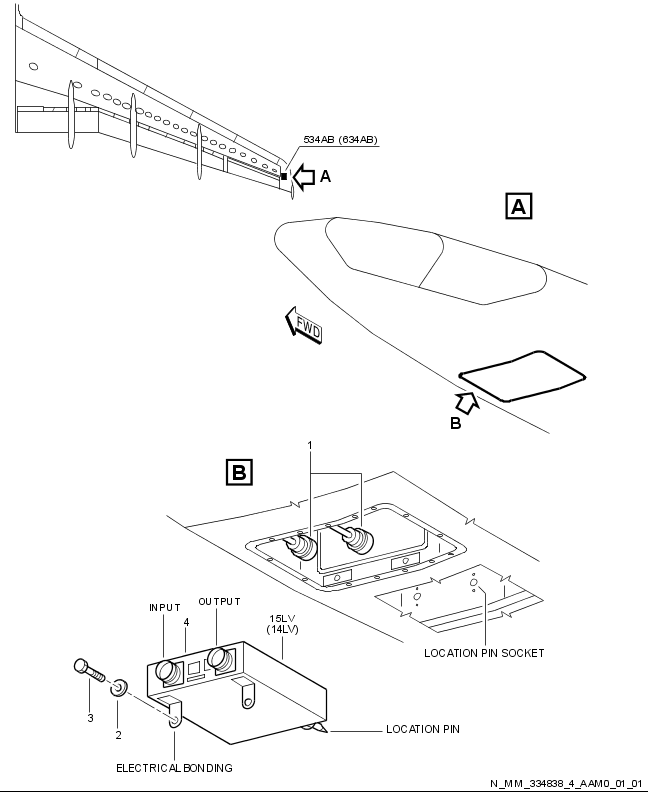 534AB (634AB)
A
A
FWD
B
1
B
INPUT
OUTPUT
4
15LV
(14LV)
LOCATION PIN SOCKET
3
2
LOCATION PIN
ELECTRICAL BONDING
N_MM_334838_4_AAM0_01_01